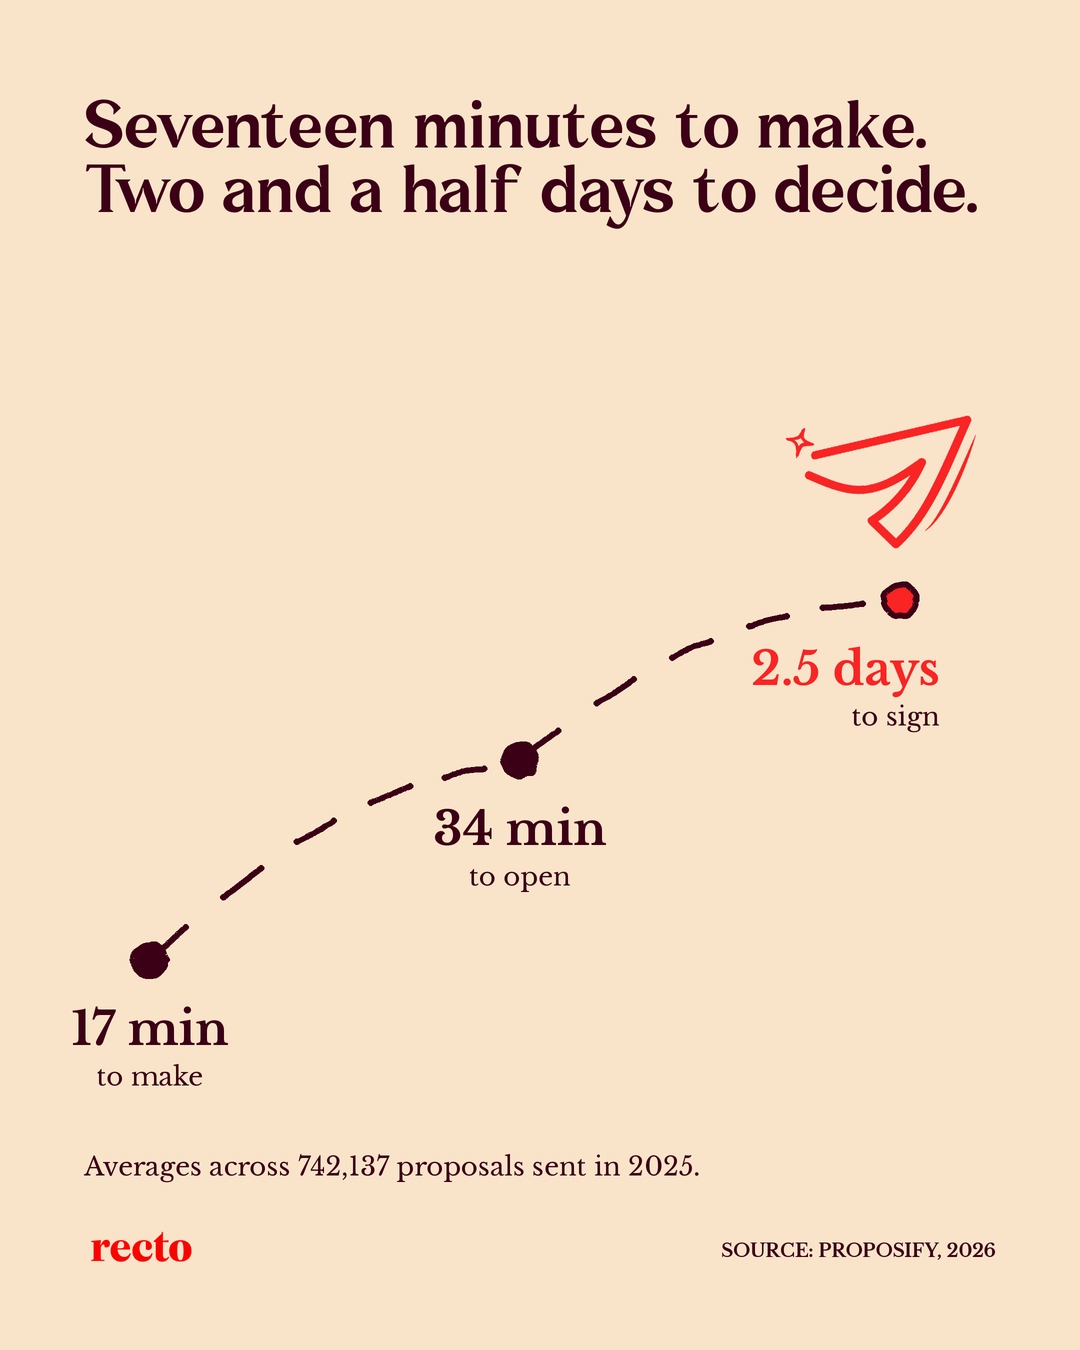 Seventeen minutes to make.
Two and a half days to decide.
2.5 days
to sign
34 min
to open
17 min
to make
Averages across 742,137 proposals sent in 2025.
recto
SOURCE: PROPOSIFY, 2026